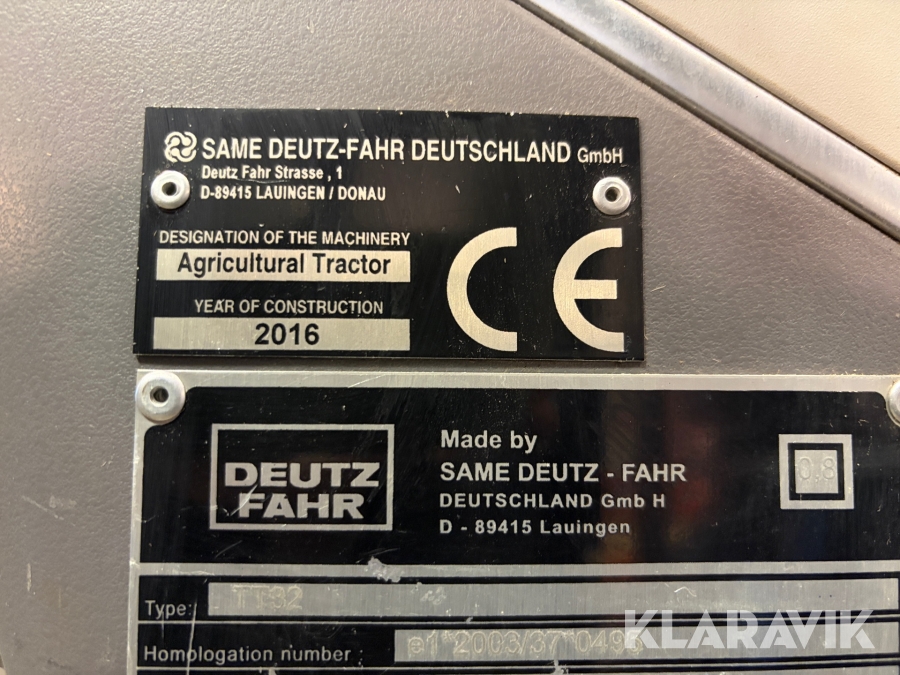 SAME DEUTZ-FAHR DEUTSCHLAND GmbH
Deutz Fahr Strasse , 1
D-89415 LAUINGEN / DONAU
DESIGNATION OF THE MACHINERY
Agricultural Tractor
YEAR OF CONSTRUCTION
2016
CE
DEUTZ
FAHR
Made by
SAME DEUTZ - FAHR
DEUTSCHLAND Gmb H
D - 89415 Lauingen
0.8
Type:
Homologation number :
KLARAVIK